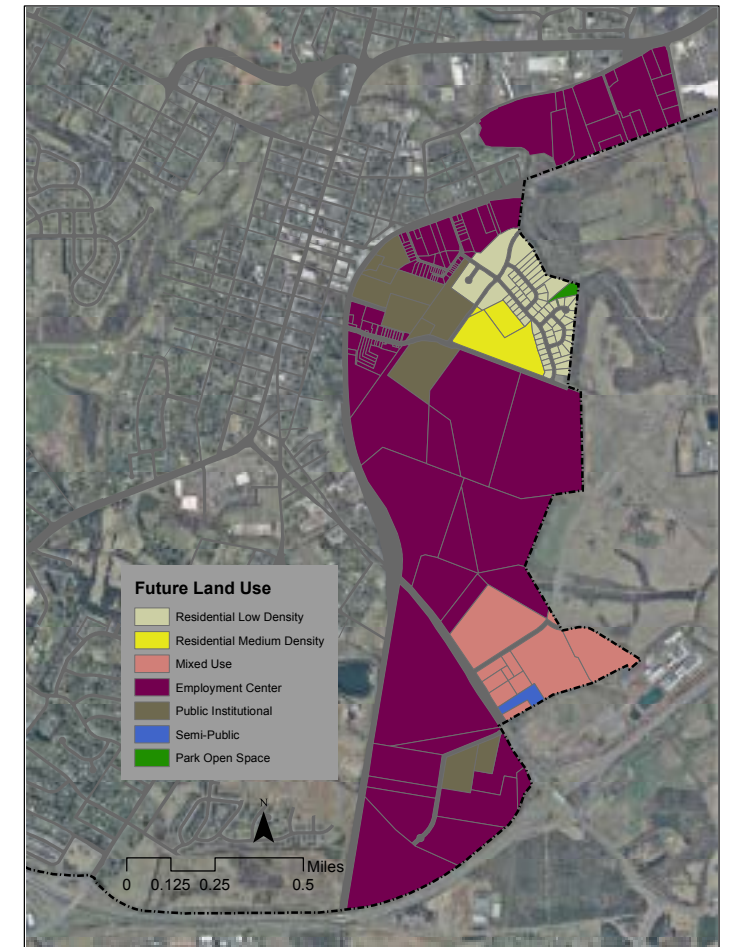 Future Land Use
Residential Low Density
Residential Medium Density
Mixed Use
Employment Center
Public Institutional
Semi-Public
Park Open Space
N
Miles
0 0.125 0.25 0.5